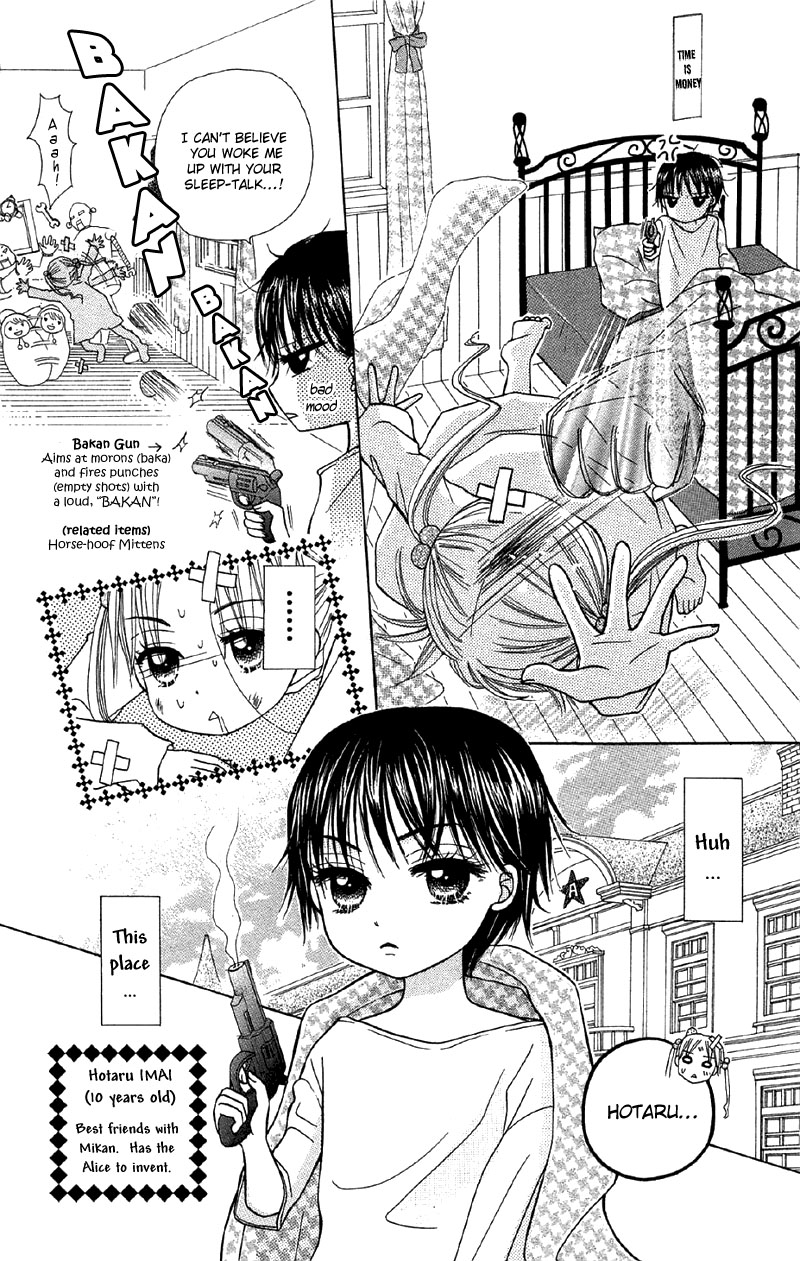 TIME
IS
MONEY
I CAN'T BELIEVE
YOU WOKE ME
UP WITH YOUR
SLEEP-TALK...!
BAKAN
Aaah!
BAKAN
bad
mood
Bakan Gun →
Aims at morons (baka)
and fires punches
(empty shots) with
a loud, "BAKAN"!
(related items)
Horse-hoof Mittens
......
Huh
...
This
place
...
A
HOTARU...
Hotaru IMAI
(10 years old)
Best friends with
Mikan. Has the
Alice to invent.